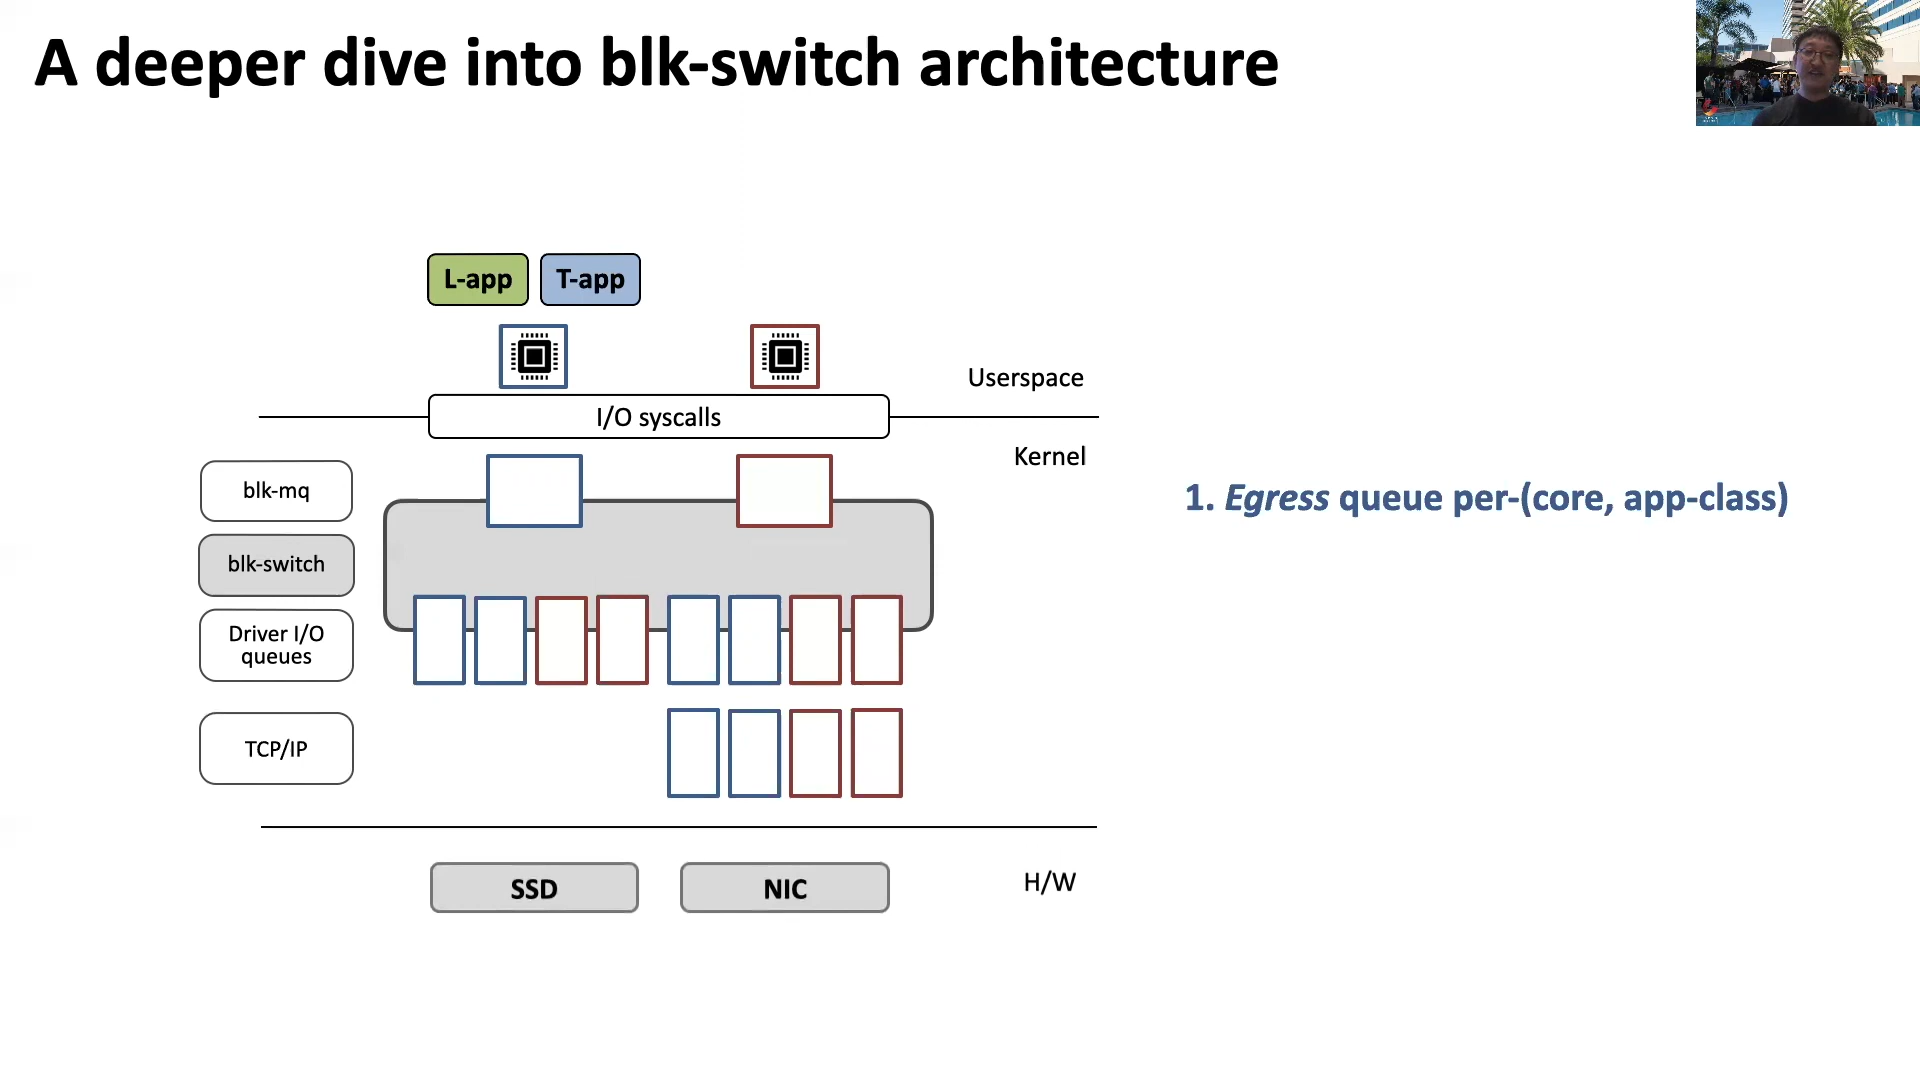 A deeper dive into blk-switch architecture
L-app
T-app
Userspace
I/O syscalls
Kernel
blk-mq
1. Egress queue per-(core, app-class)
blk-switch
Driver I/O
queues
TCP/IP
SSD
NIC
H/W